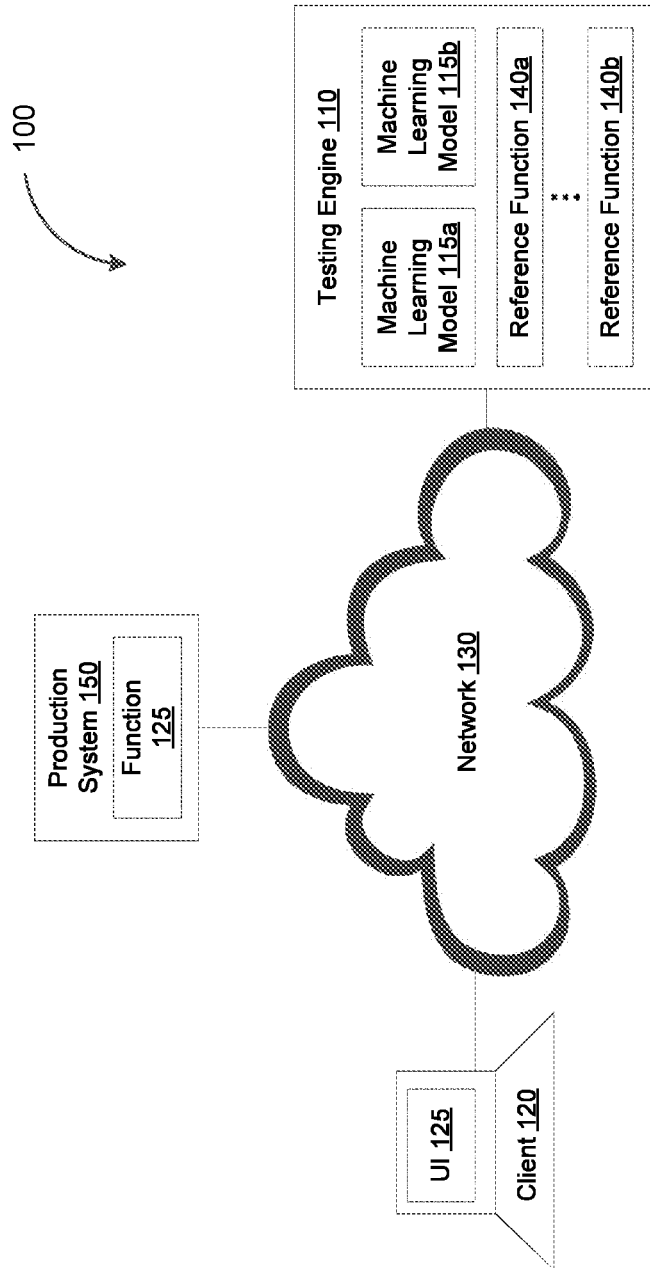 100
Production
System 150
Function
125
Testing Engine 110
Machine
Learning
Model 115a
Machine
Learning
Model 115b
Reference Function 140a
Reference Function 140b
Network 130
UI 125
Client 120